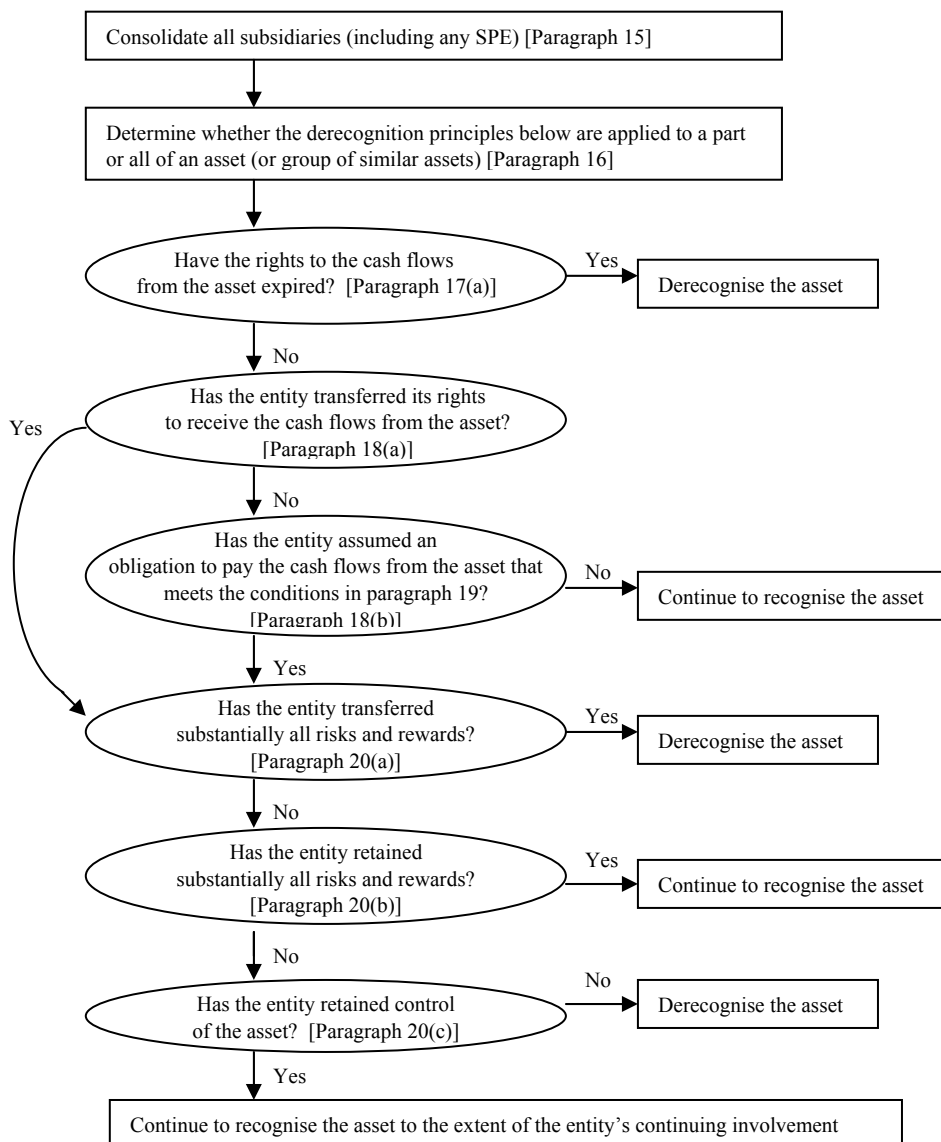 Consolidate all subsidiaries (including any SPE) [Paragraph 15]
Determine whether the derecognition principles below are applied to a part
or all of an asset (or group of similar assets) [Paragraph 16]
Have the rights to the cash flows
from the asset expired? [Paragraph 17(a)]
Yes
Derecognise the asset
No
Has the entity transferred its rights
to receive the cash flows from the asset?
[Paragraph 18(a)]
Yes
No
Has the entity assumed an
obligation to pay the cash flows from the asset that
meets the conditions in paragraph 19?
[Paragraph 18(b)]
No
Continue to recognise the asset
Yes
Has the entity transferred
substantially all risks and rewards?
[Paragraph 20(a)]
Yes
Derecognise the asset
No
Has the entity retained
substantially all risks and rewards?
[Paragraph 20(b)]
Yes
Continue to recognise the asset
No
Has the entity retained control
of the asset? [Paragraph 20(c)]
No
Derecognise the asset
Yes
Continue to recognise the asset to the extent of the entity’s continuing involvement